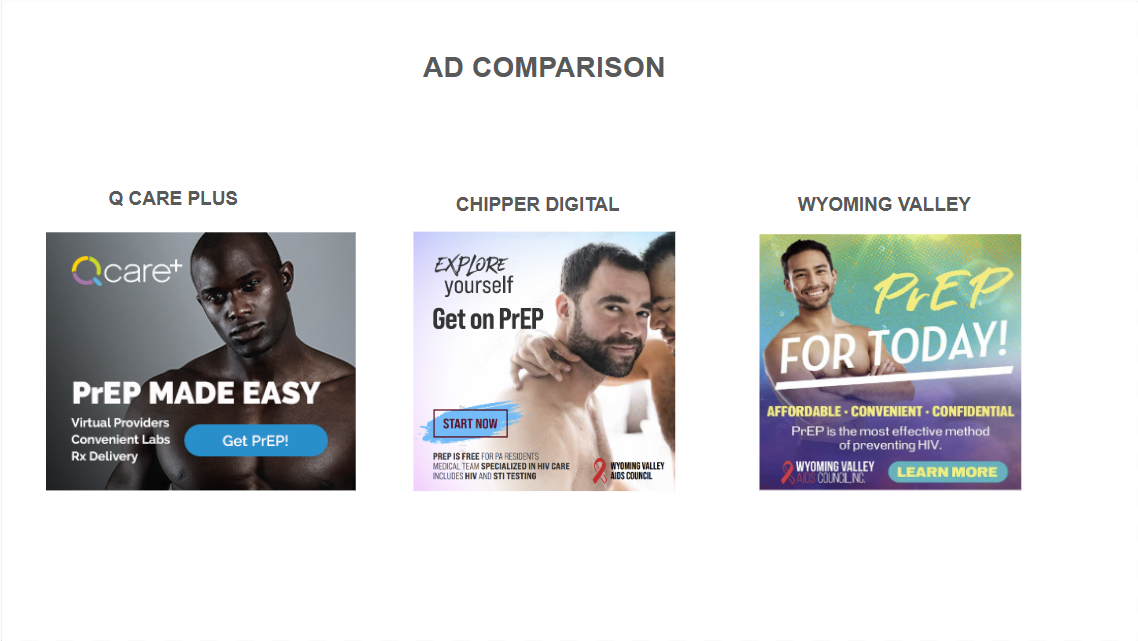 AD COMPARISON
Q CARE PLUS
Qcare+
PrEP MADE EASY
Virtual Providers
Convenient Labs
Rx Delivery
Get PrEP!
CHIPPER DIGITAL
EXPLORE
yourself
Get on PrEP
START NOW
PREP IS FREE FOR PA RESIDENTS
MEDICAL TEAM SPECIALIZED IN HIV CARE
INCLUDES HIV AND STI TESTING
WYOMING VALLEY
AIDS COUNCIL
WYOMING VALLEY
PrEP
FOR TODAY!
AFFORDABLE · CONVENIENT · CONFIDENTIAL
PrEP is the most effective method
of preventing HIV.
WYOMING VALLEY
AIDS COUNCIL, INC.
LEARN MORE